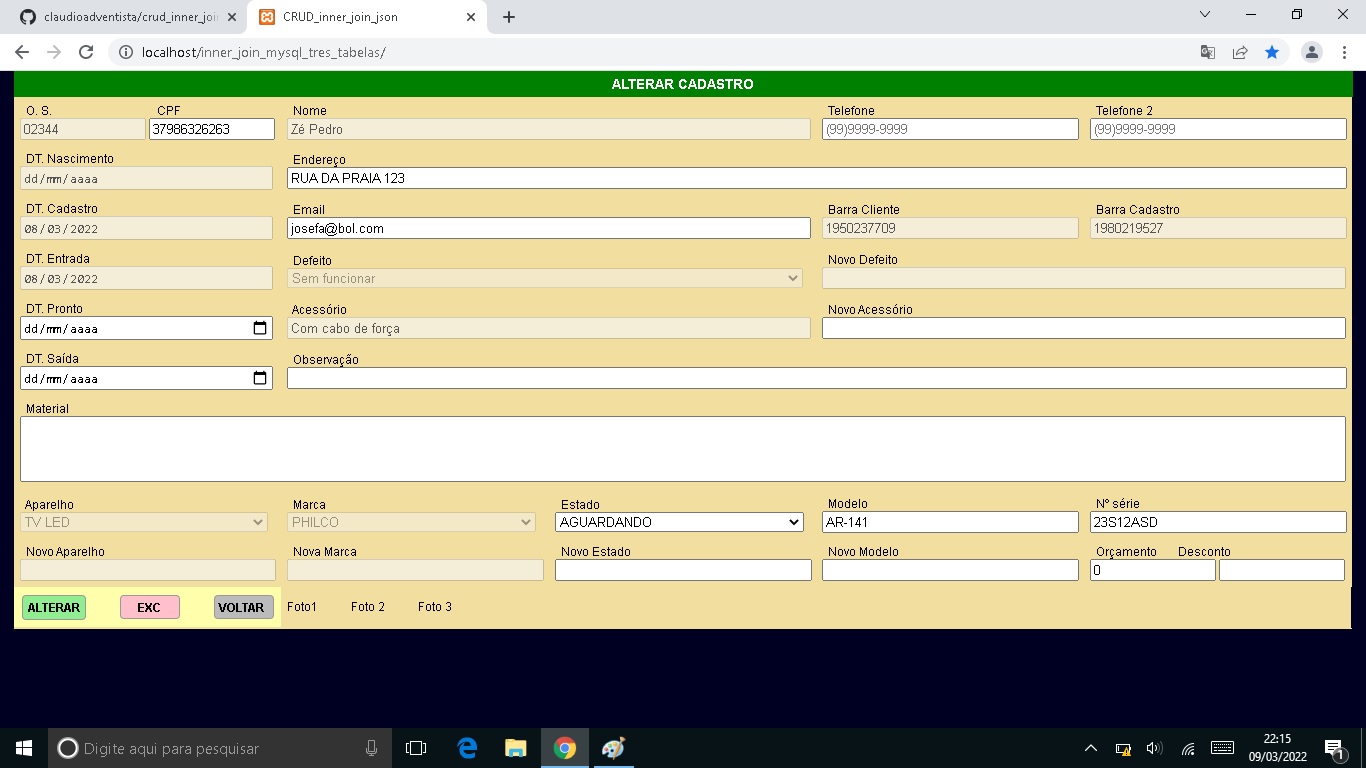 claudioadventista/crud_inner_joi
CRUD_inner_join_json
localhost/inner_join_mysql_tres_tabelas/
ALTERAR CADASTRO
O. S. CPF Nome Telefone Telefone 2
02344 37986326263 Zé Pedro (99)9999-9999 (99)9999-9999
DT. Nascimento Endereço
dd/mm/aaaa RUA DA PRAIA 123
DT. Cadastro Email Barra Cliente Barra Cadastro
08/03/2022 josefa@bol.com 1950237709 1980219527
DT. Entrada Defeito Novo Defeito
08/03/2022 Sem funcionar
DT. Pronto Acessório Novo Acessório
dd/mm/aaaa Com cabo de força
DT. Saída Observação
dd/mm/aaaa
Material
Aparelho Marca Estado Modelo Nº série
TV LED PHILCO AGUARDANDO AR-141 23S12ASD
Novo Aparelho Nova Marca Novo Estado Novo Modelo Orçamento Desconto
0
ALTERAR EXC VOLTAR Foto1 Foto 2 Foto 3
Digite aqui para pesquisar
22:15
09/03/2022
1